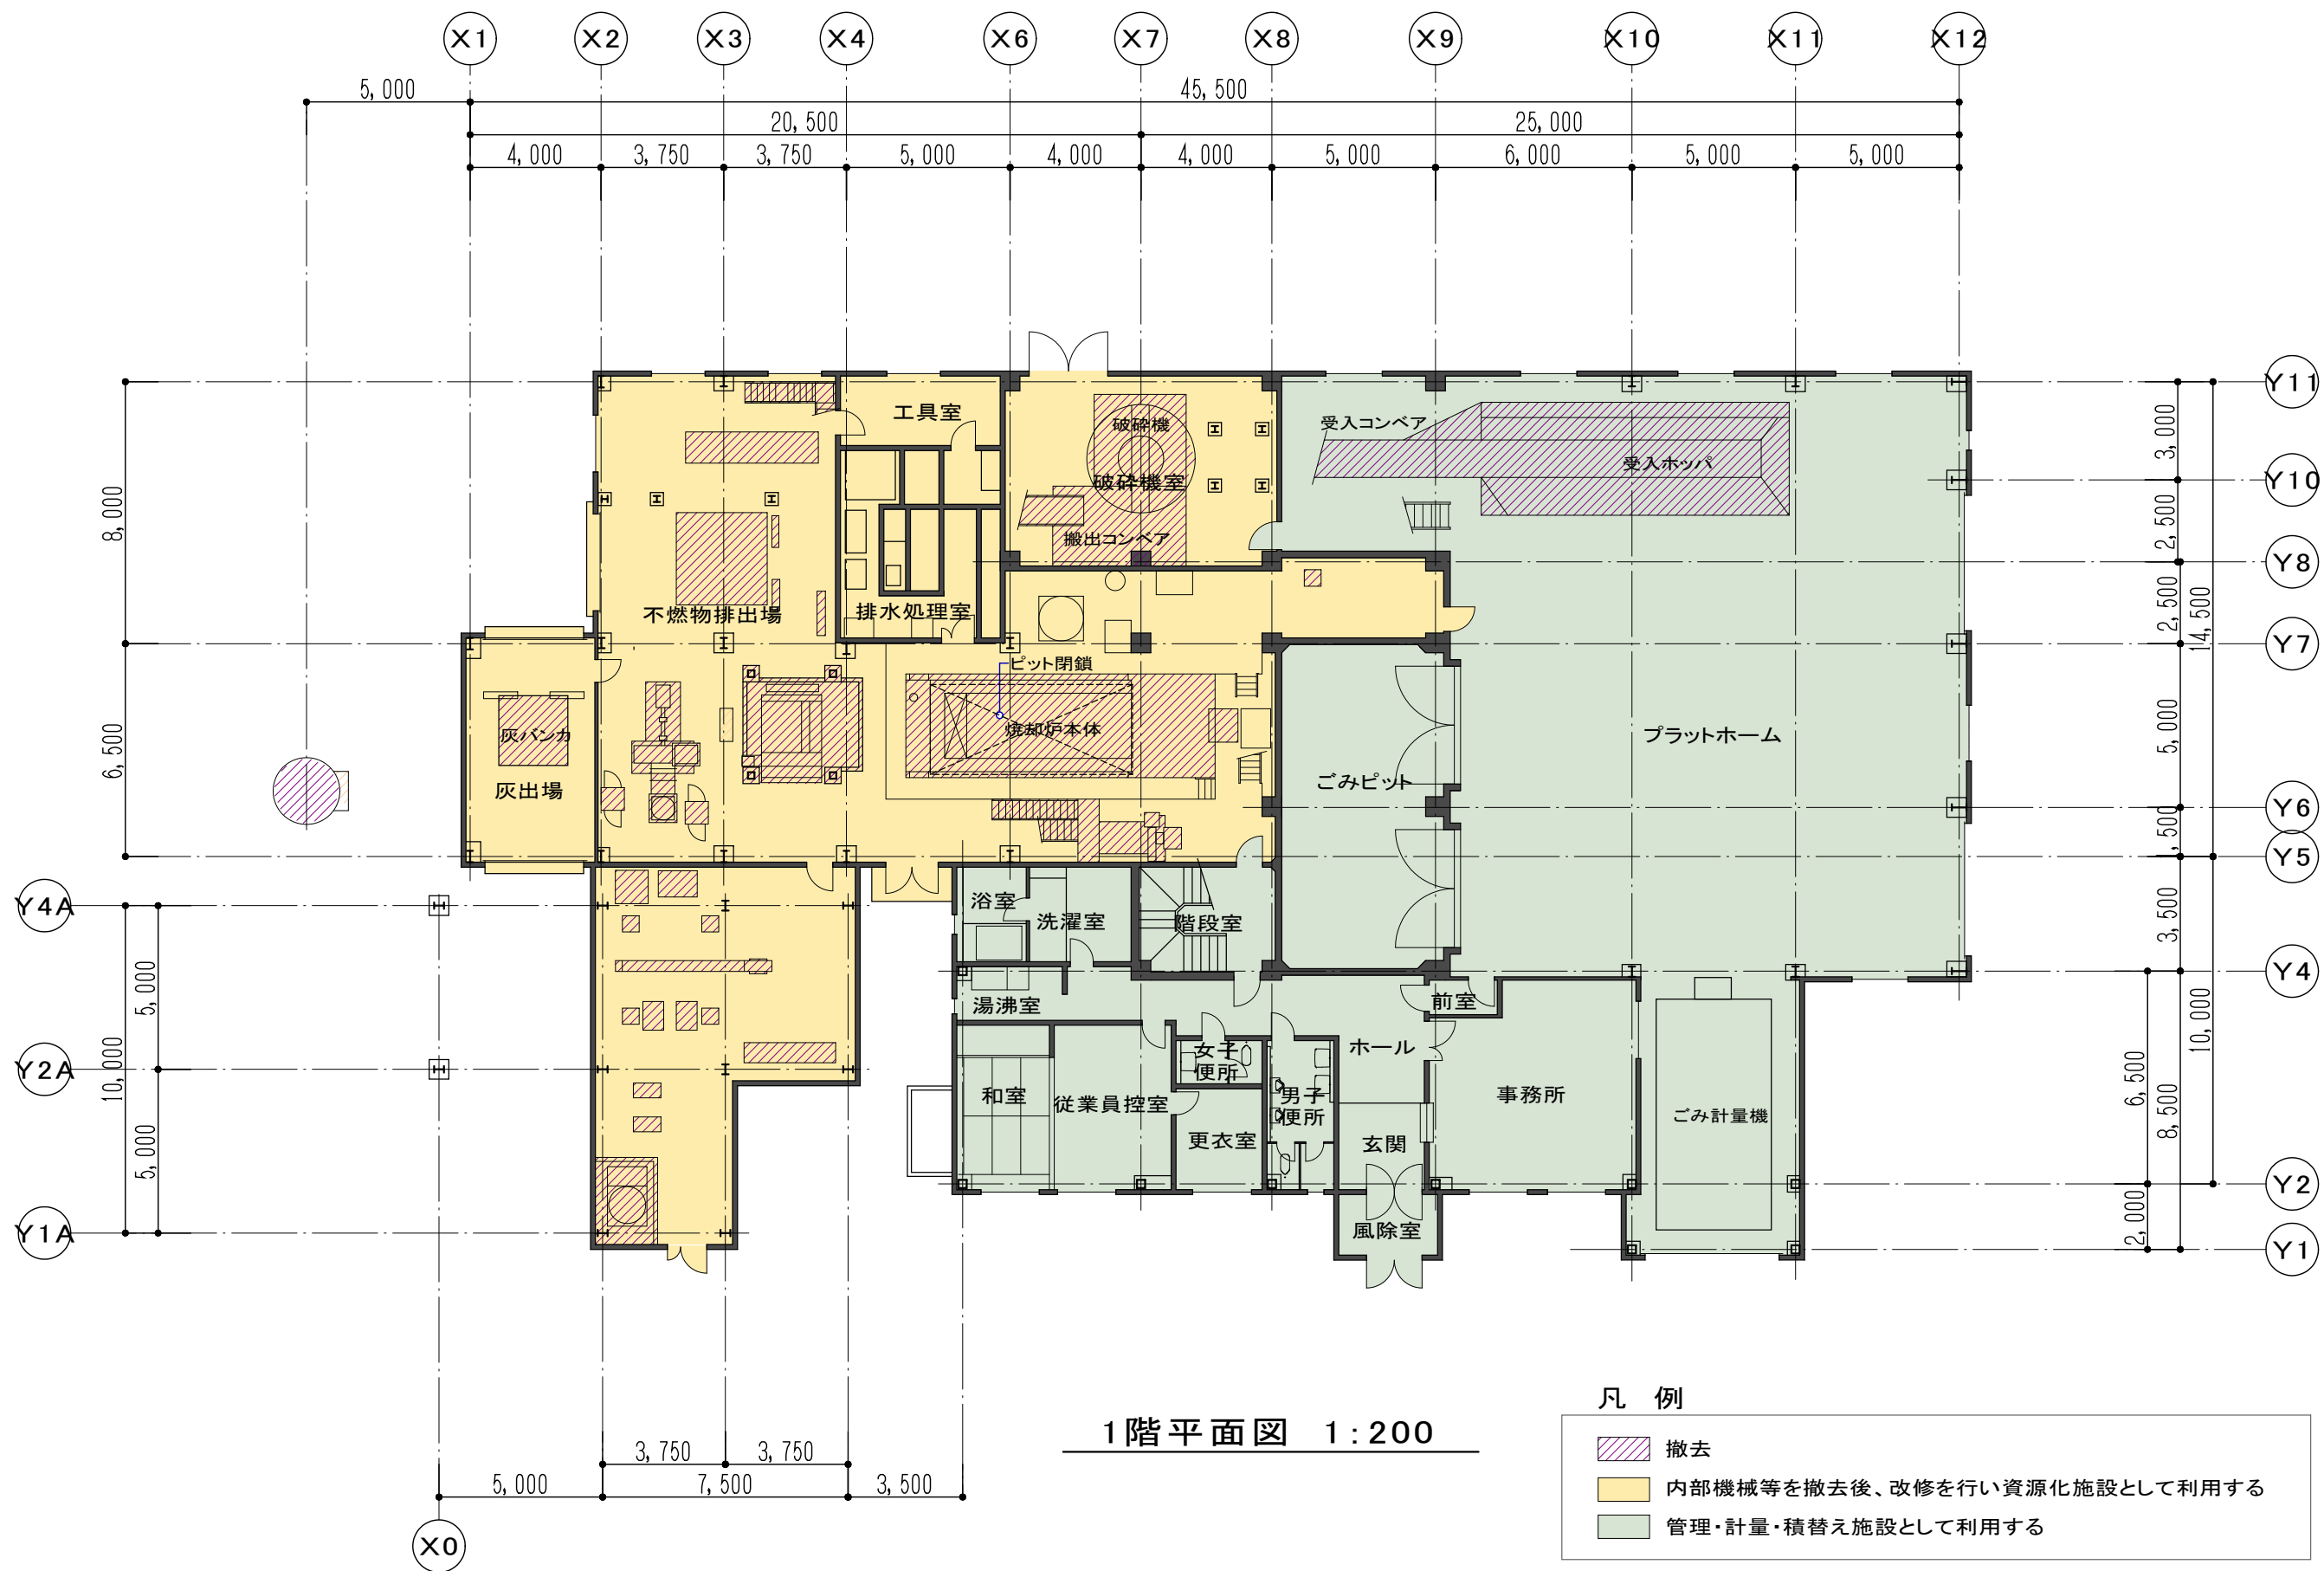 X1 X2 X3 X4 X6 X7 X8 X9 X10 X11 X12
5,000 45,500
20,500 25,000
4,000 3,750 3,750 5,000 4,000 4,000 5,000 6,000 5,000 5,000
Y11
Y10
Y8
Y7
Y6
Y5
Y4
Y2
Y1
3,000
2,500
2,500
14,500
5,000
1,500
3,500
10,000
6,500
8,500
2,000
8,000
6,500
Y4A
Y2A
Y1A
5,000
10,000
5,000
工具室
破砕機
破砕機室
搬出コンベア
受入コンベア
受入ホッパ
不燃物排出場
排水処理室
ピット閉鎖
焼却炉本体
灰バンカ
灰出場
ごみピット
プラットホーム
浴室
洗濯室
階段室
湯沸室
前室
女子
便所
ホール
和室
従業員控室
男子
便所
更衣室
玄関
事務所
ごみ計量機
風除室
3,750 3,750
5,000 7,500 3,500
X0
1階平面図 1:200
凡 例
撤去
内部機械等を撤去後、改修を行い資源化施設として利用する
管理・計量・積替え施設として利用する